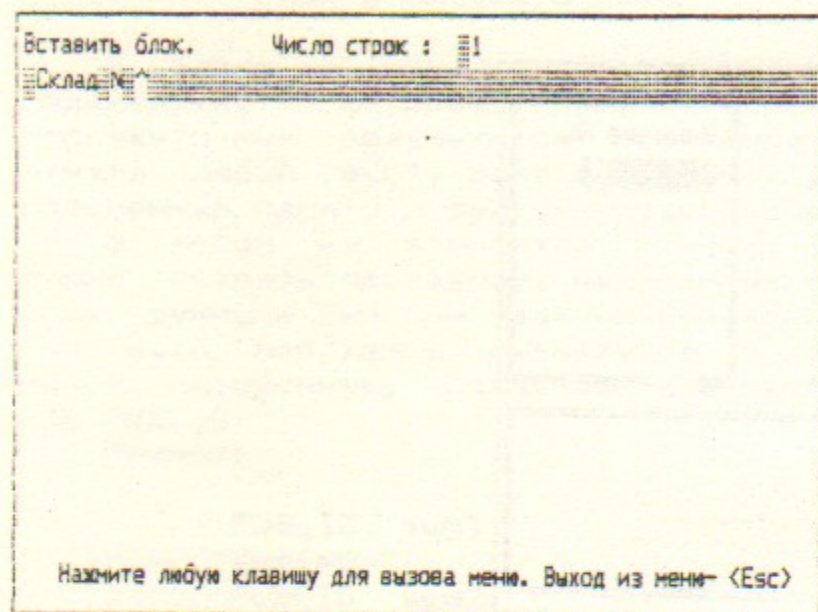 Вставить блок. Число строк : 1
Склад № ^
Нажмите любую клавишу для вызова меню. Выход из меню- <Esc>